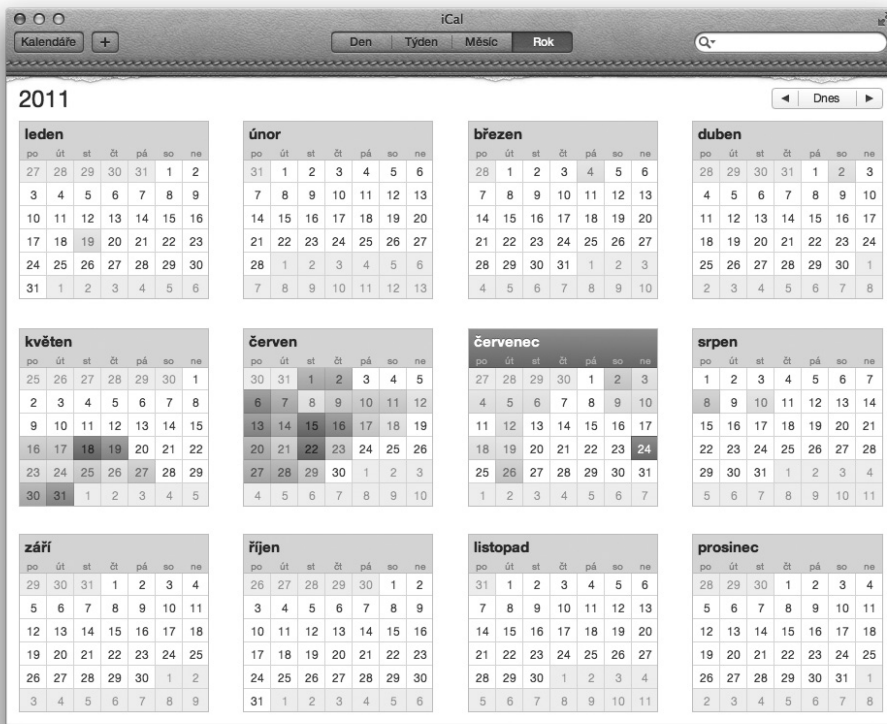 iCal
Kalendáře + Den Týden Měsíc Rok
2011 Dnes
leden
po út st čt pá so ne
27 28 29 30 31 1 2
3 4 5 6 7 8 9
10 11 12 13 14 15 16
17 18 19 20 21 22 23
24 25 26 27 28 29 30
31 1 2 3 4 5 6
únor
po út st čt pá so ne
31 1 2 3 4 5 6
7 8 9 10 11 12 13
14 15 16 17 18 19 20
21 22 23 24 25 26 27
28 1 2 3 4 5 6
7 8 9 10 11 12 13
březen
po út st čt pá so ne
28 1 2 3 4 5 6
7 8 9 10 11 12 13
14 15 16 17 18 19 20
21 22 23 24 25 26 27
28 29 30 31 1 2 3
4 5 6 7 8 9 10
duben
po út st čt pá so ne
28 29 30 31 1 2 3
4 5 6 7 8 9 10
11 12 13 14 15 16 17
18 19 20 21 22 23 24
25 26 27 28 29 30 1
2 3 4 5 6 7 8
květen
po út st čt pá so ne
25 26 27 28 29 30 1
2 3 4 5 6 7 8
9 10 11 12 13 14 15
16 17 18 19 20 21 22
23 24 25 26 27 28 29
30 31 1 2 3 4 5
červen
po út st čt pá so ne
30 31 1 2 3 4 5
6 7 8 9 10 11 12
13 14 15 16 17 18 19
20 21 22 23 24 25 26
27 28 29 30 1 2 3
4 5 6 7 8 9 10
červenec
po út st čt pá so ne
27 28 29 30 1 2 3
4 5 6 7 8 9 10
11 12 13 14 15 16 17
18 19 20 21 22 23 24
25 26 27 28 29 30 31
1 2 3 4 5 6 7
srpen
po út st čt pá so ne
1 2 3 4 5 6 7
8 9 10 11 12 13 14
15 16 17 18 19 20 21
22 23 24 25 26 27 28
29 30 31 1 2 3 4
5 6 7 8 9 10 11
září
po út st čt pá so ne
29 30 31 1 2 3 4
5 6 7 8 9 10 11
12 13 14 15 16 17 18
19 20 21 22 23 24 25
26 27 28 29 30 1 2
3 4 5 6 7 8 9
říjen
po út st čt pá so ne
26 27 28 29 30 1 2
3 4 5 6 7 8 9
10 11 12 13 14 15 16
17 18 19 20 21 22 23
24 25 26 27 28 29 30
31 1 2 3 4 5 6
listopad
po út st čt pá so ne
31 1 2 3 4 5 6
7 8 9 10 11 12 13
14 15 16 17 18 19 20
21 22 23 24 25 26 27
28 29 30 1 2 3 4
5 6 7 8 9 10 11
prosinec
po út st čt pá so ne
28 29 30 1 2 3 4
5 6 7 8 9 10 11
12 13 14 15 16 17 18
19 20 21 22 23 24 25
26 27 28 29 30 31 1
2 3 4 5 6 7 8